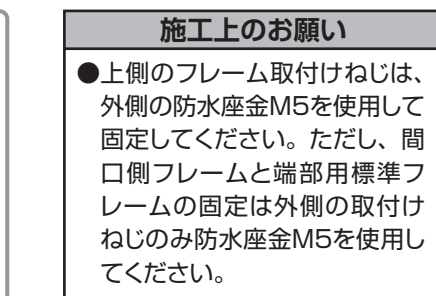 施工上のお願い
●上側のフレーム取付けねじは、
外側の防水座金M5を使用して
固定してください。ただし、間
口側フレームと端部用標準フ
レームの固定は外側の取付け
ねじのみ防水座金M5を使用し
てください。